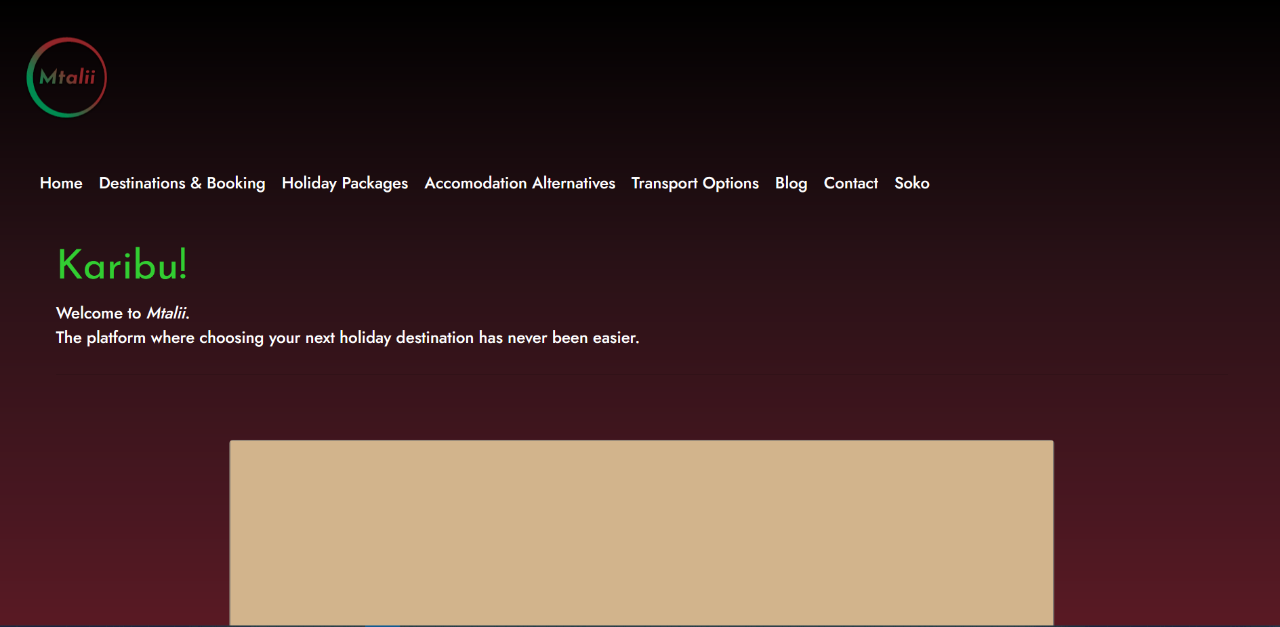 Mtalii
Home Destinations & Booking Holiday Packages Accomodation Alternatives Transport Options Blog Contact Soko
Karibu!
Welcome to Mtalii.
The platform where choosing your next holiday destination has never been easier.